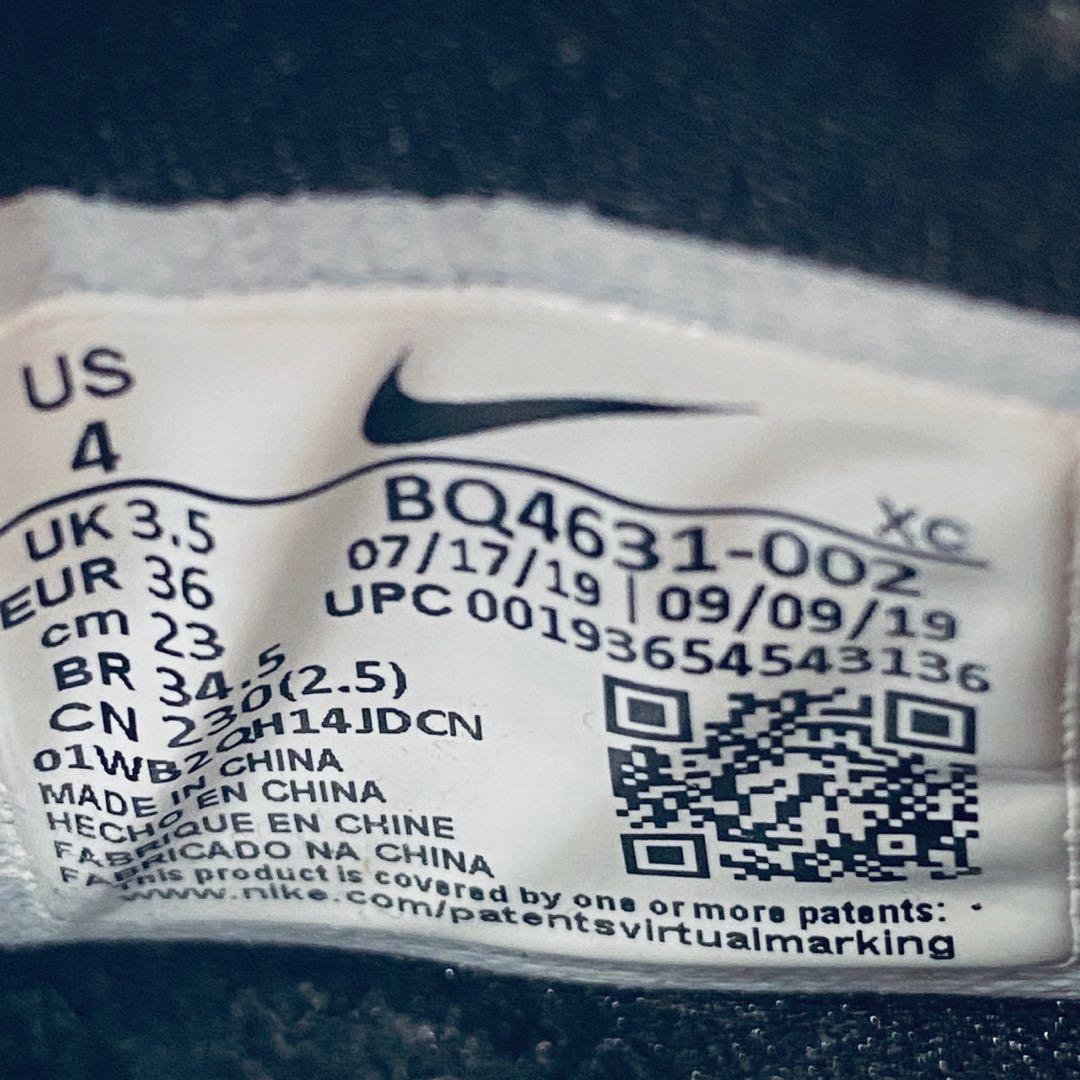 US
4
UK 3.5
EUR 36
cm 23
BR 34.5
CN 230(2.5)
01WB2QH14JDCN
MADE IN CHINA
HECHO EN CHINA
FABRIQUE EN CHINE
FABRICADO NA CHINA
This product is covered by one or more patents:
www.nike.com/patentsvirtualmarking
XC
BQ4631-002
07/17/19 | 09/09/19
UPC 00193654543136